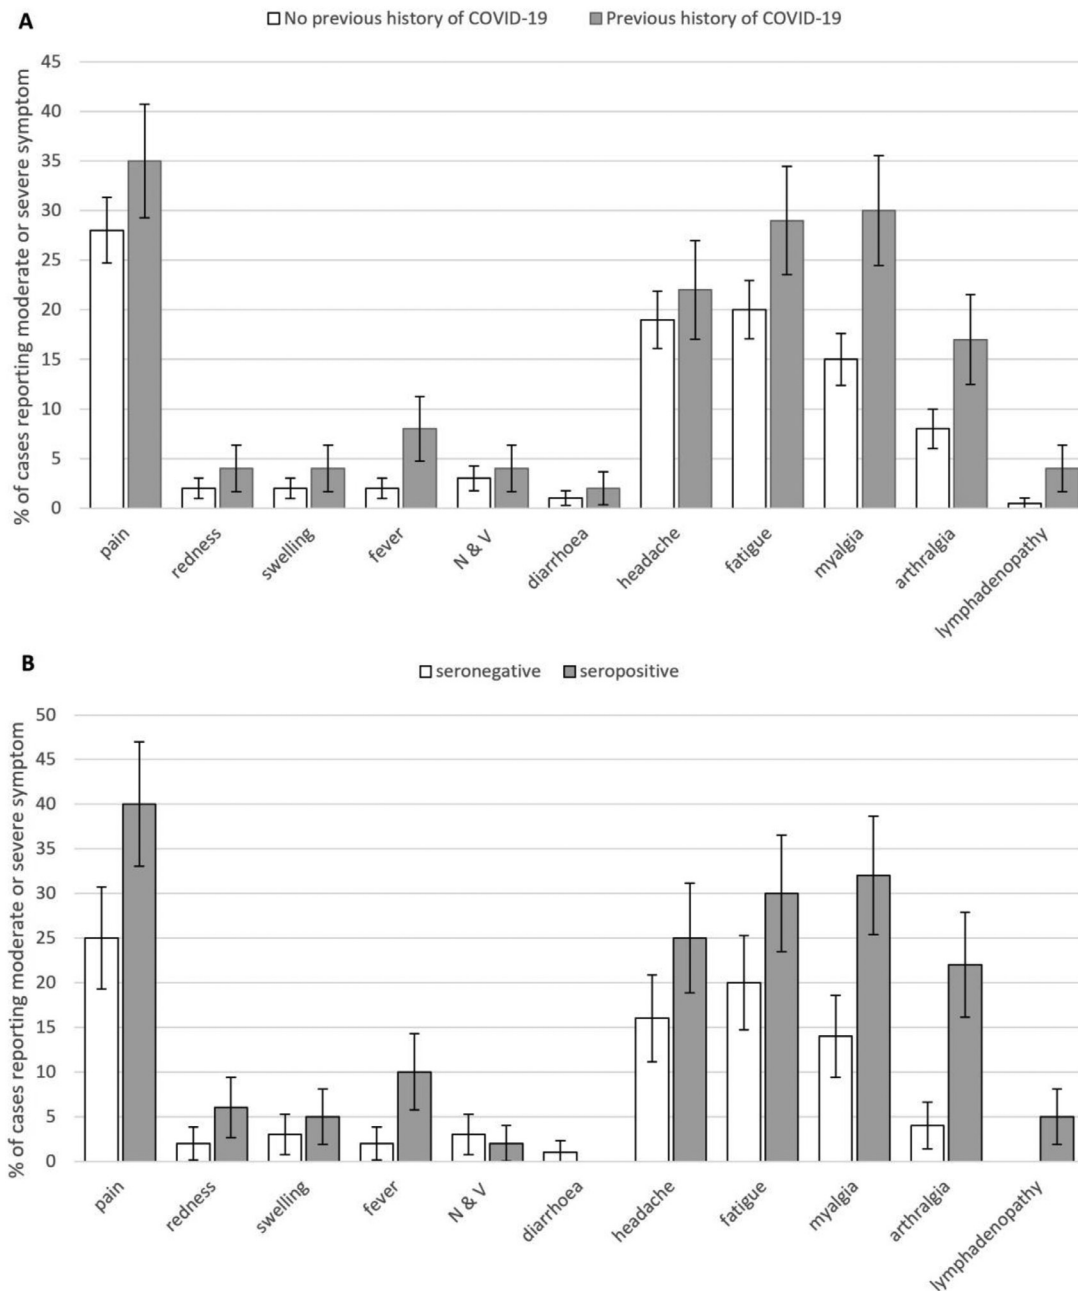 A
No previous history of COVID-19 Previous history of COVID-19
% of cases reporting moderate or severe symptom
45
40
35
30
25
20
15
10
5
0
pain redness swelling fever N & V diarrhoea headache fatigue myalgia arthralgia lymphadenopathy
B
seronegative seropositive
% of cases reporting moderate or severe symptom
50
45
40
35
30
25
20
15
10
5
0
pain redness swelling fever N & V diarrhoea headache fatigue myalgia arthralgia lymphadenopathy